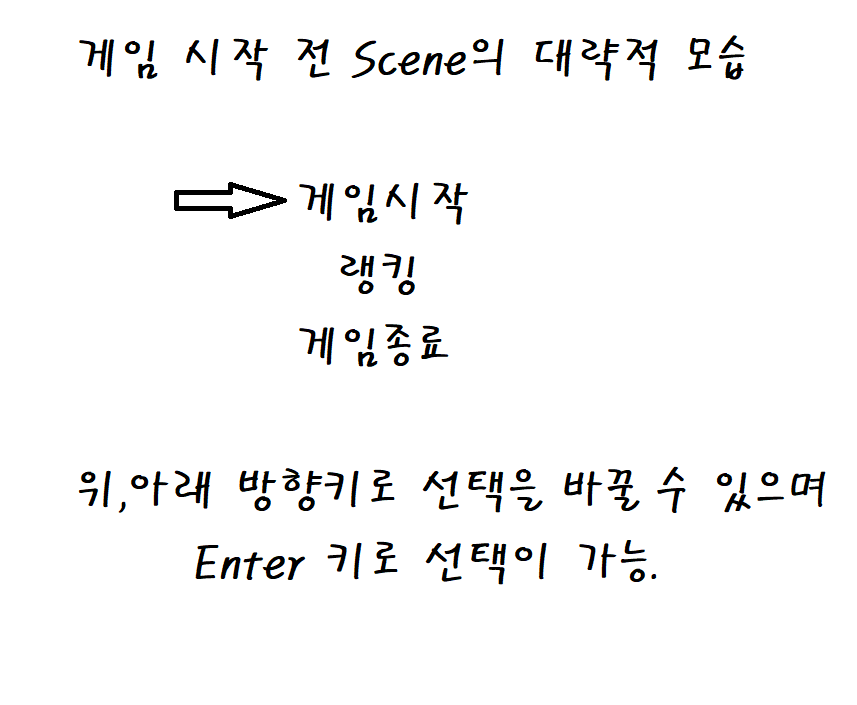 게임 시작 전 Scene의 대략적 모습
게임시작
랭킹
게임종료
위,아래 방향키로 선택을 바꿀 수 있으며
Enter 키로 선택이 가능.